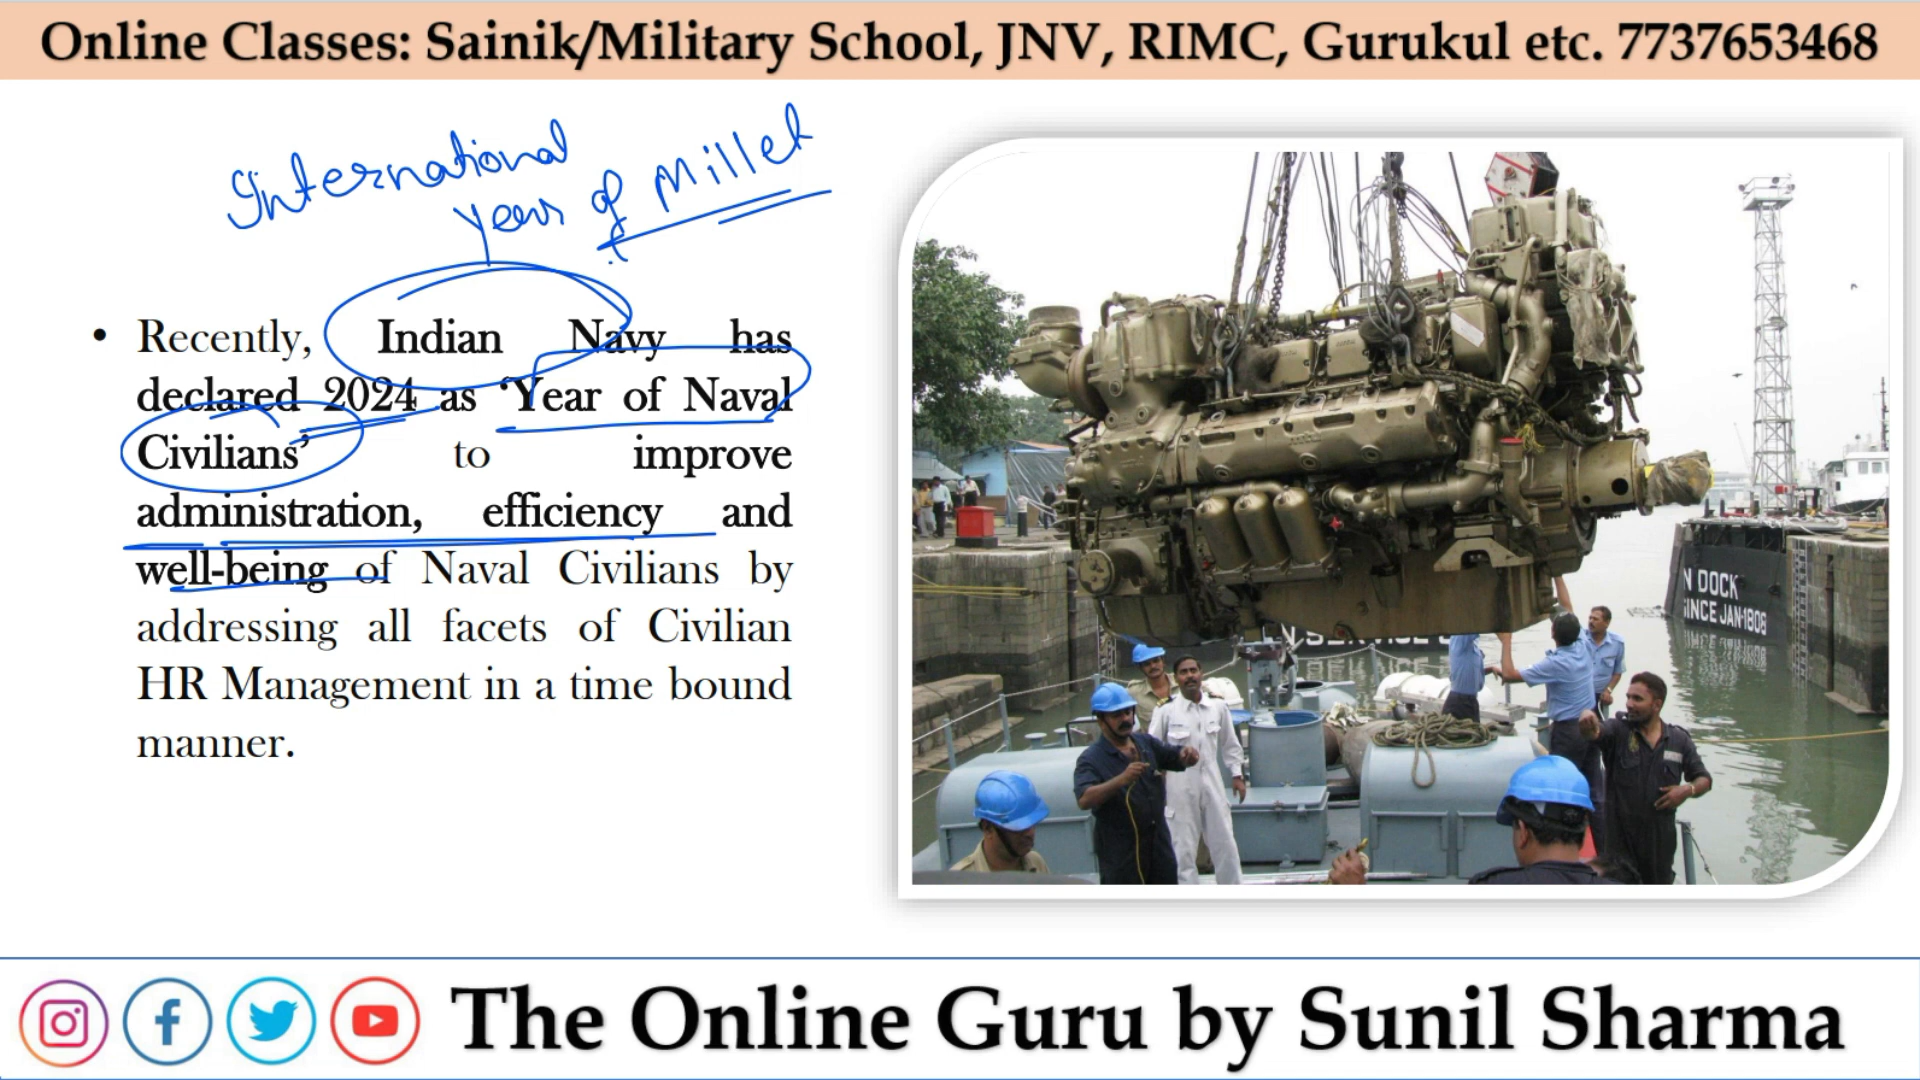 Online Classes: Sainik/Military School, JNV, RIMC, Gurukul etc. 7737653468
International
Year of Millet
• Recently, Indian Navy has
declared 2024 as ‘Year of Naval
Civilians’ to improve
administration, efficiency and
well-being of Naval Civilians by
addressing all facets of Civilian
HR Management in a time bound
manner.
N DOCK
SINCE JAN-1808
The Online Guru by Sunil Sharma